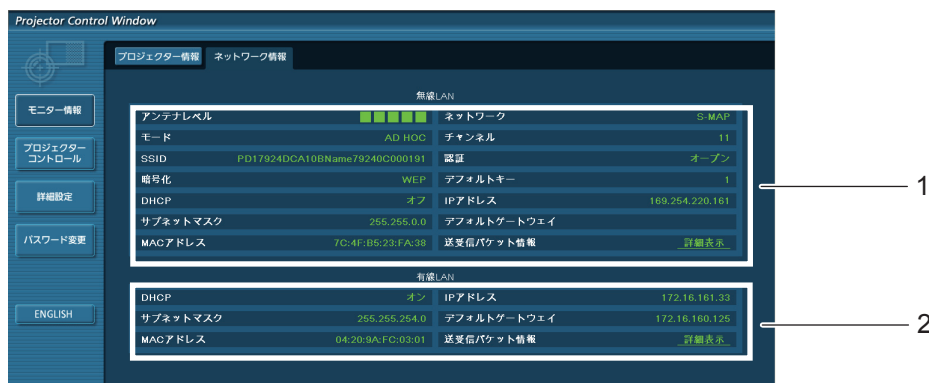 Projector Control Window
プロジェクター情報 ネットワーク情報
無線LAN
モニター情報
プロジェクター
コントロール
詳細設定
パスワード変更
ENGLISH
アンテナレベル ネットワーク S-MAP
モード AD HOC チャンネル 11
SSID PD17924DCA10BName79240C000191 認証 オープン
暗号化 WEP デフォルトキー 1
DHCP オフ IPアドレス 169.254.220.161
サブネットマスク 255.255.0.0 デフォルトゲートウェイ
MACアドレス 7C:4F:B5:23:FA:38 送受信パケット情報 詳細表示
有線LAN
DHCP オン IPアドレス 172.16.161.33
サブネットマスク 255.255.254.0 デフォルトゲートウェイ 172.16.160.125
MACアドレス 04:20:9A:FC:03:01 送受信パケット情報 詳細表示
1
2